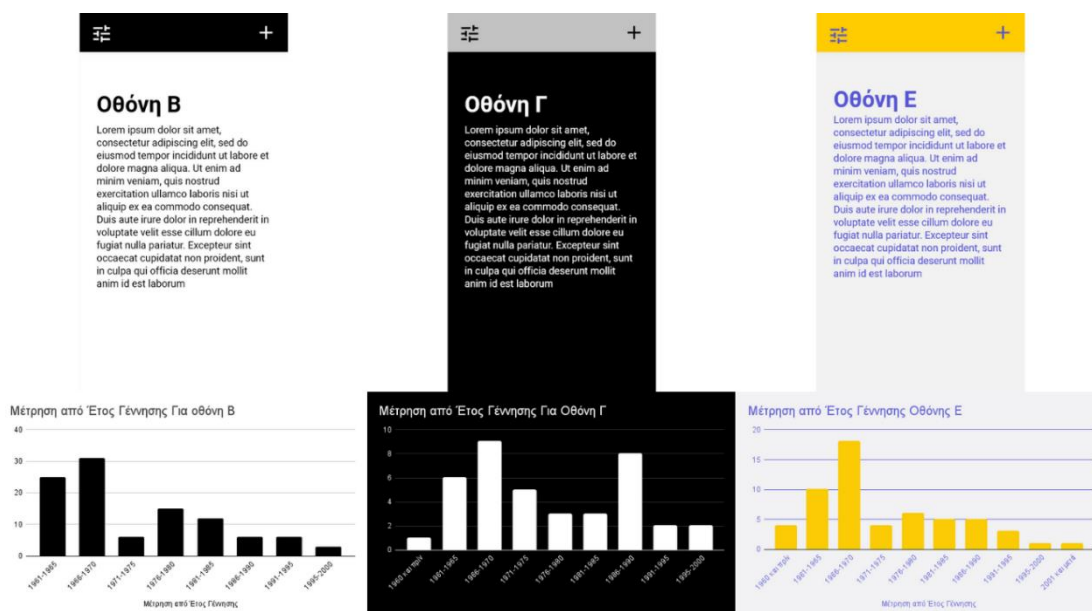 Οθόνη Β
Lorem ipsum dolor sit amet,
consectetur adipiscing elit, sed do
eiusmod tempor incididunt ut labore et
dolore magna aliqua. Ut enim ad
minim veniam, quis nostrud
exercitation ullamco laboris nisi ut
aliquip ex ea commodo consequat.
Duis aute irure dolor in reprehenderit in
voluptate velit esse cillum dolore eu
fugiat nulla pariatur. Excepteur sint
occaecat cupidatat non proident, sunt
in culpa qui officia deserunt mollit
anim id est laborum
Οθόνη Γ
Lorem ipsum dolor sit amet,
consectetur adipiscing elit, sed do
eiusmod tempor incididunt ut labore et
dolore magna aliqua. Ut enim ad
minim veniam, quis nostrud
exercitation ullamco laboris nisi ut
aliquip ex ea commodo consequat.
Duis aute irure dolor in reprehenderit in
voluptate velit esse cillum dolore eu
fugiat nulla pariatur. Excepteur sint
occaecat cupidatat non proident, sunt
in culpa qui officia deserunt mollit
anim id est laborum
Οθόνη Ε
Lorem ipsum dolor sit amet,
consectetur adipiscing elit, sed do
eiusmod tempor incididunt ut labore et
dolore magna aliqua. Ut enim ad
minim veniam, quis nostrud
exercitation ullamco laboris nisi ut
aliquip ex ea commodo consequat.
Duis aute irure dolor in reprehenderit in
voluptate velit esse cillum dolore eu
fugiat nulla pariatur. Excepteur sint
occaecat cupidatat non proident, sunt
in culpa qui officia deserunt mollit
anim id est laborum
Μέτρηση από Έτος Γέννησης Για οθόνη Β
40
30
20
10
0
1961-1965
1966-1970
1971-1975
1976-1980
1981-1985
1986-1990
1991-1995
1995-2000
Μέτρηση από Έτος Γέννησης
Μέτρηση από Έτος Γέννησης Για Οθόνη Γ
10
8
6
4
2
0
1960 και πρίν
1961-1965
1966-1970
1971-1975
1976-1980
1981-1985
1986-1990
1991-1995
1995-2000
Μέτρηση από Έτος Γέννησης Οθόνης Ε
20
15
10
5
0
1960 και πρίν
1961-1965
1966-1970
1971-1975
1976-1980
1981-1985
1986-1990
1991-1995
1995-2000
2001 και μετά
Μέτρηση από Έτος Γέννησης